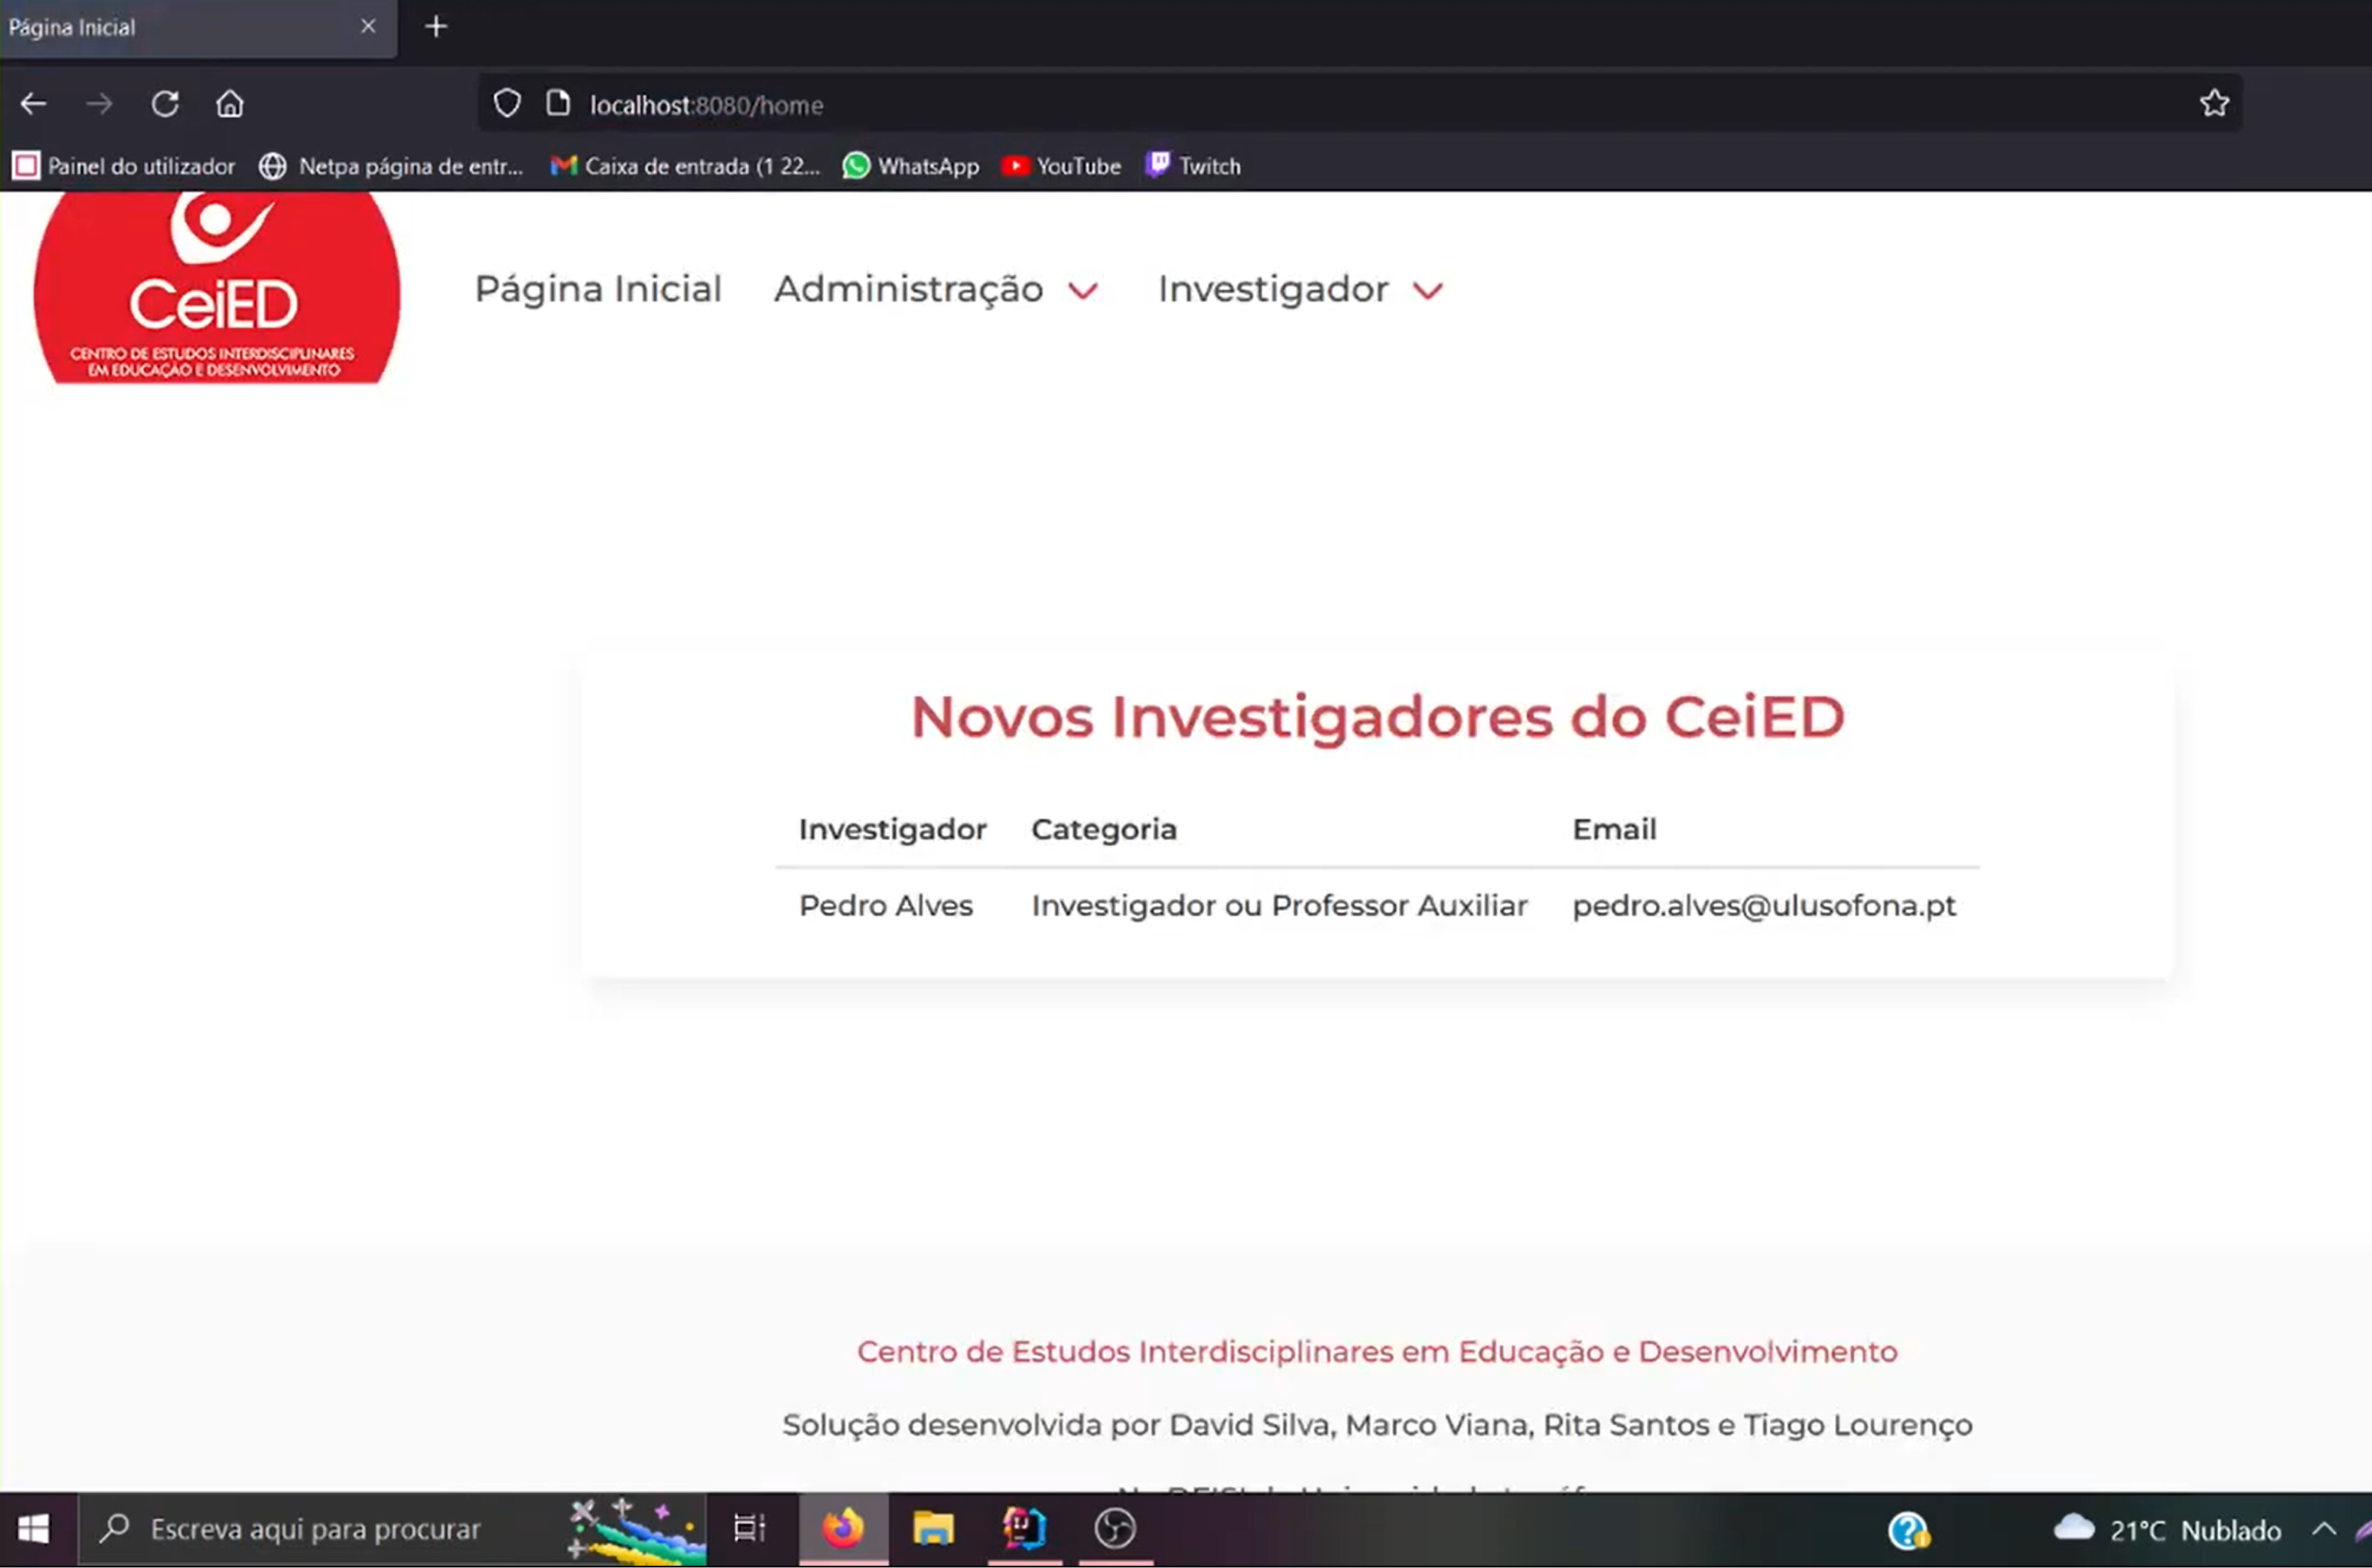 Página Inicial
localhost:8080/home
Painel do utilizador Netpa página de entr... Caixa de entrada (1 22... WhatsApp YouTube Twitch
CeiED
CENTRO DE ESTUDOS INTERDISCIPLINARES
EM EDUCAÇÃO E DESENVOLVIMENTO
Página Inicial Administração Investigador
Novos Investigadores do CeiED
Investigador Categoria Email
Pedro Alves Investigador ou Professor Auxiliar pedro.alves@ulusofona.pt
Centro de Estudos Interdisciplinares em Educação e Desenvolvimento
Solução desenvolvida por David Silva, Marco Viana, Rita Santos e Tiago Lourenço
Escreva aqui para procurar 21°C Nublado